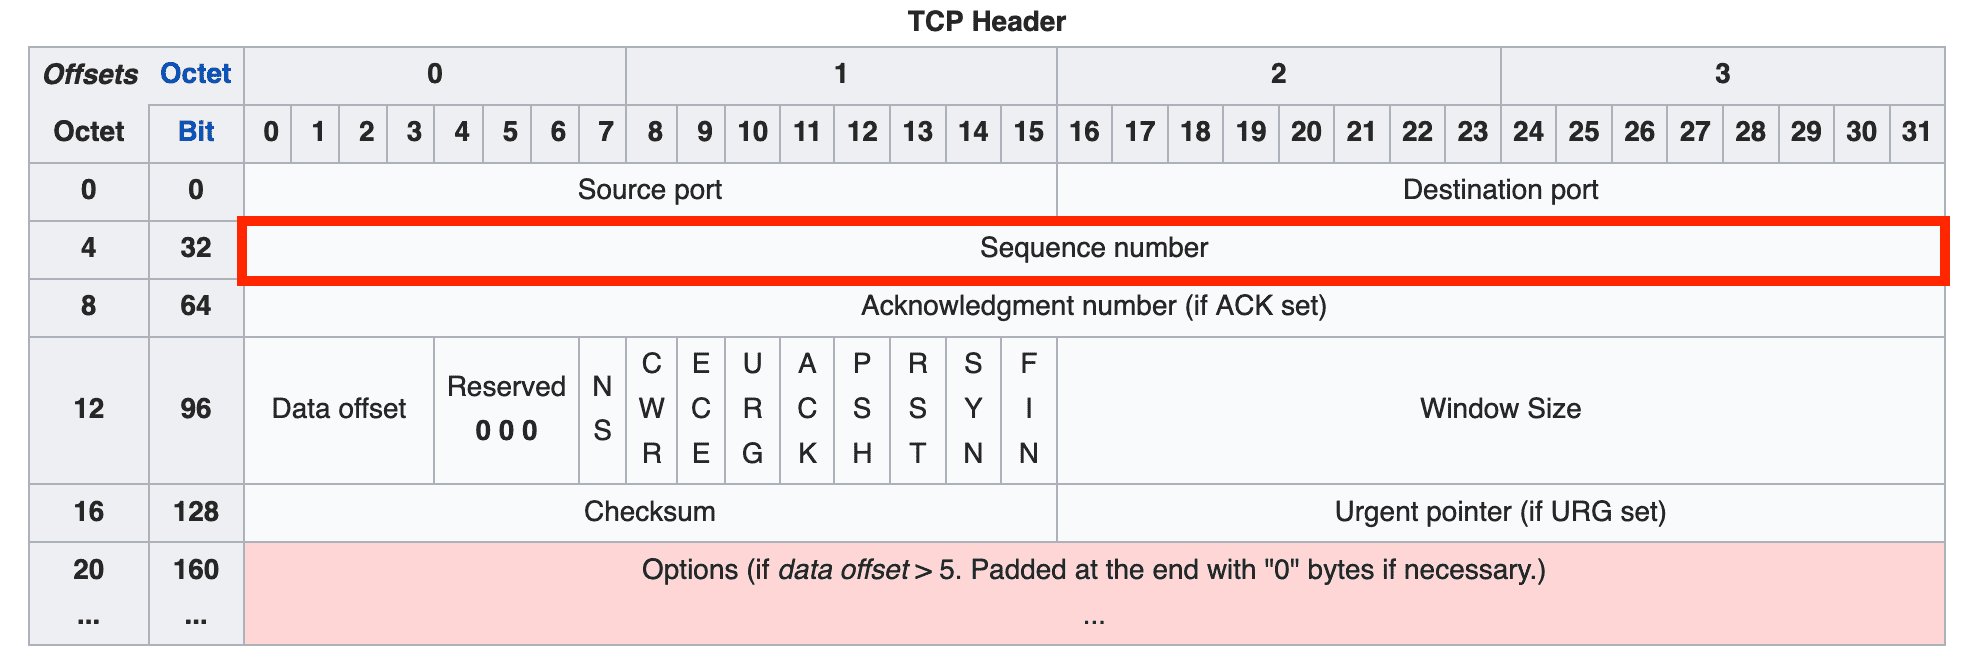 TCP Header
Offsets Octet 0 1 2 3
Octet Bit 0 1 2 3 4 5 6 7 8 9 10 11 12 13 14 15 16 17 18 19 20 21 22 23 24 25 26 27 28 29 30 31
0 0 Source port Destination port
4 32 Sequence number
8 64 Acknowledgment number (if ACK set)
12 96 Data offset Reserved 0 0 0 NS CWR ECE URG ACK PSH RST SYN FIN Window Size
16 128 Checksum Urgent pointer (if URG set)
20 160 Options (if data offset > 5. Padded at the end with "0" bytes if necessary.)
... ... ...